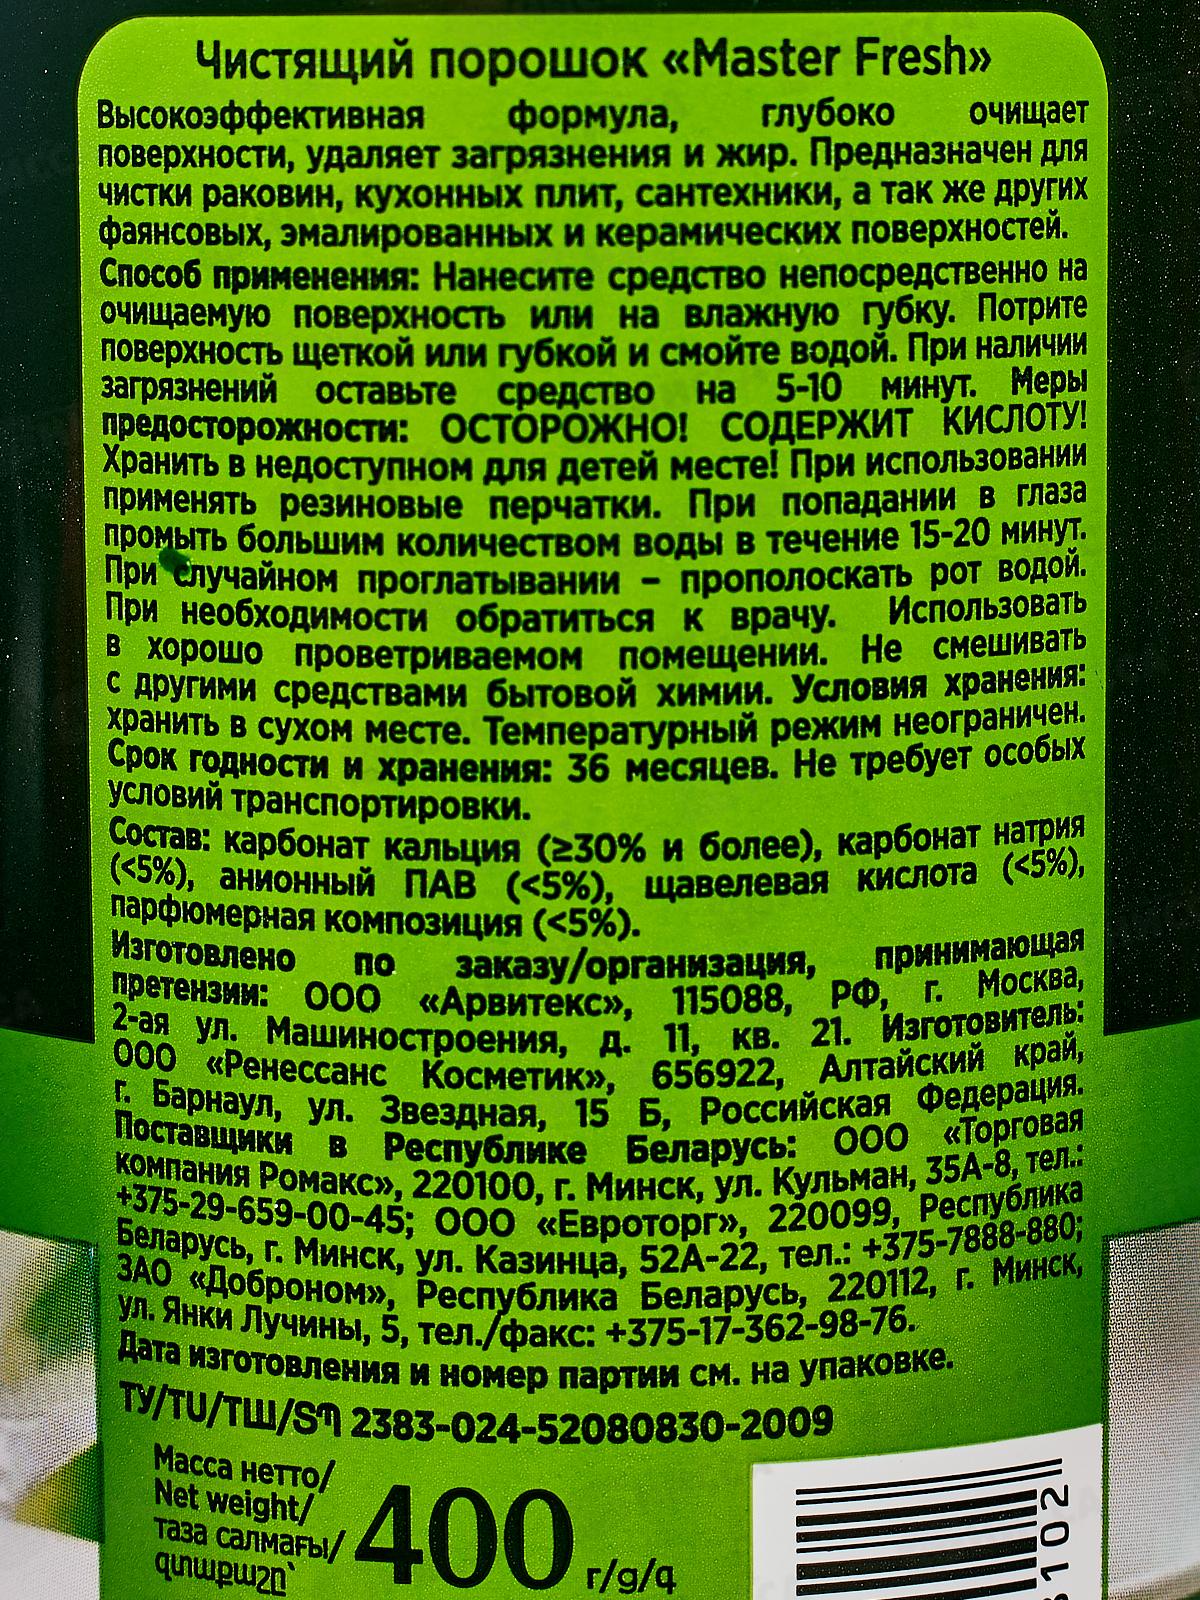 Чистящий порошок «Master Fresh»
Высокоэффективная формула, глубоко очищает
поверхности, удаляет загрязнения и жир. Предназначен для
чистки раковин, кухонных плит, сантехники, а так же других
фаянсовых, эмалированных и керамических поверхностей.
Способ применения: Нанесите средство непосредственно на
очищаемую поверхность или на влажную губку. Потрите
поверхность щеткой или губкой и смойте водой. При наличии
загрязнений оставьте средство на 5-10 минут. Меры
предосторожности: ОСТОРОЖНО! СОДЕРЖИТ КИСЛОТУ!
Хранить в недоступном для детей месте! При использовании
применять резиновые перчатки. При попадании в глаза
промыть большим количеством воды в течение 15-20 минут.
При случайном проглатывании – прополоскать рот водой.
При необходимости обратиться к врачу. Использовать
в хорошо проветриваемом помещении. Не смешивать
с другими средствами бытовой химии. Условия хранения:
хранить в сухом месте. Температурный режим неограничен.
Срок годности и хранения: 36 месяцев. Не требует особых
условий транспортировки.
Состав: карбонат кальция (≥30% и более), карбонат натрия
(<5%), анионный ПАВ (<5%), щавелевая кислота (<5%),
парфюмерная композиция (<5%).
Изготовлено по заказу/организация, принимающая
претензии: ООО «Арвитекс», 115088, РФ, г. Москва,
2-ая ул. Машиностроения, д. 11, кв. 21. Изготовитель:
ООО «Ренессанс Косметик», 656922, Алтайский край,
г. Барнаул, ул. Звездная, 15 Б, Российская Федерация.
Поставщики в Республике Беларусь: ООО «Торговая
компания Ромакс», 220100, г. Минск, ул. Кульман, 35А-8, тел.:
+375-29-659-00-45; ООО «Евроторг», 220099, Республика
Беларусь, г. Минск, ул. Казинца, 52А-22, тел.: +375-7888-880;
ЗАО «Доброном», Республика Беларусь, 220112, г. Минск,
ул. Янки Лучины, 5, тел./факс: +375-17-362-98-76.
Дата изготовления и номер партии см. на упаковке.
ТУ/TU/ТШ/ՏՊ 2383-024-52080830-2009
Масса нетто/
Net weight/
таза салмағы/
զտաքաշը՝
400 г/g/գ
3102